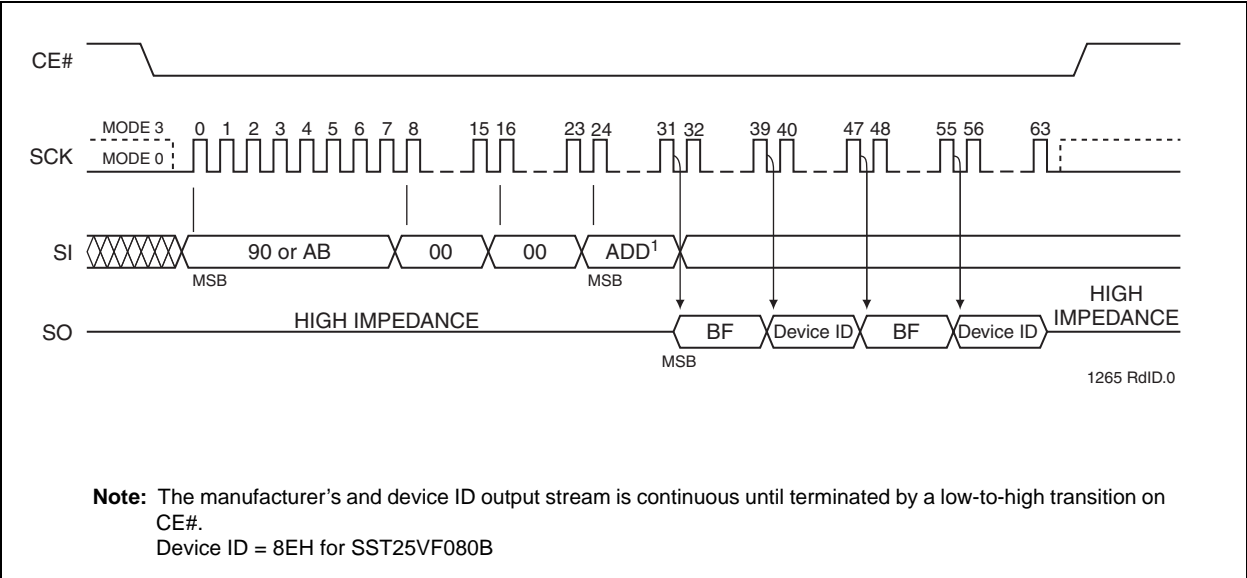 CE#
MODE 3 0 1 2 3 4 5 6 7 8 15 16 23 24 31 32 39 40 47 48 55 56 63
SCK MODE 0
SI 90 or AB 00 00 ADD1
MSB MSB
HIGH
HIGH IMPEDANCE IMPEDANCE
SO BF Device ID BF Device ID
MSB
1265 RdID.0
Note: The manufacturer's and device ID output stream is continuous until terminated by a low-to-high transition on
CE#.
Device ID = 8EH for SST25VF080B